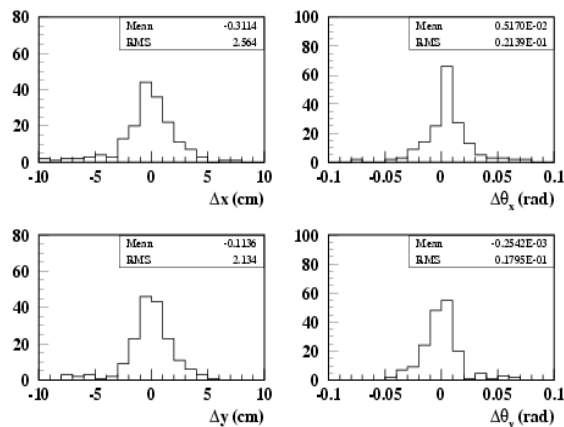 80
60
40
20
0
Mean -0.3114
RMS 2.564
-10 -5 0 5 10
Δx (cm)
100
80
60
40
20
0
Mean 0.5170E-02
RMS 0.2139E-01
-0.1 -0.05 0 0.05 0.1
Δθx (rad)
80
60
40
20
0
Mean -0.1136
RMS 2.134
-10 -5 0 5 10
Δy (cm)
100
80
60
40
20
0
Mean -0.2542E-03
RMS 0.1795E-01
-0.1 -0.05 0 0.05 0.1
Δθy (rad)